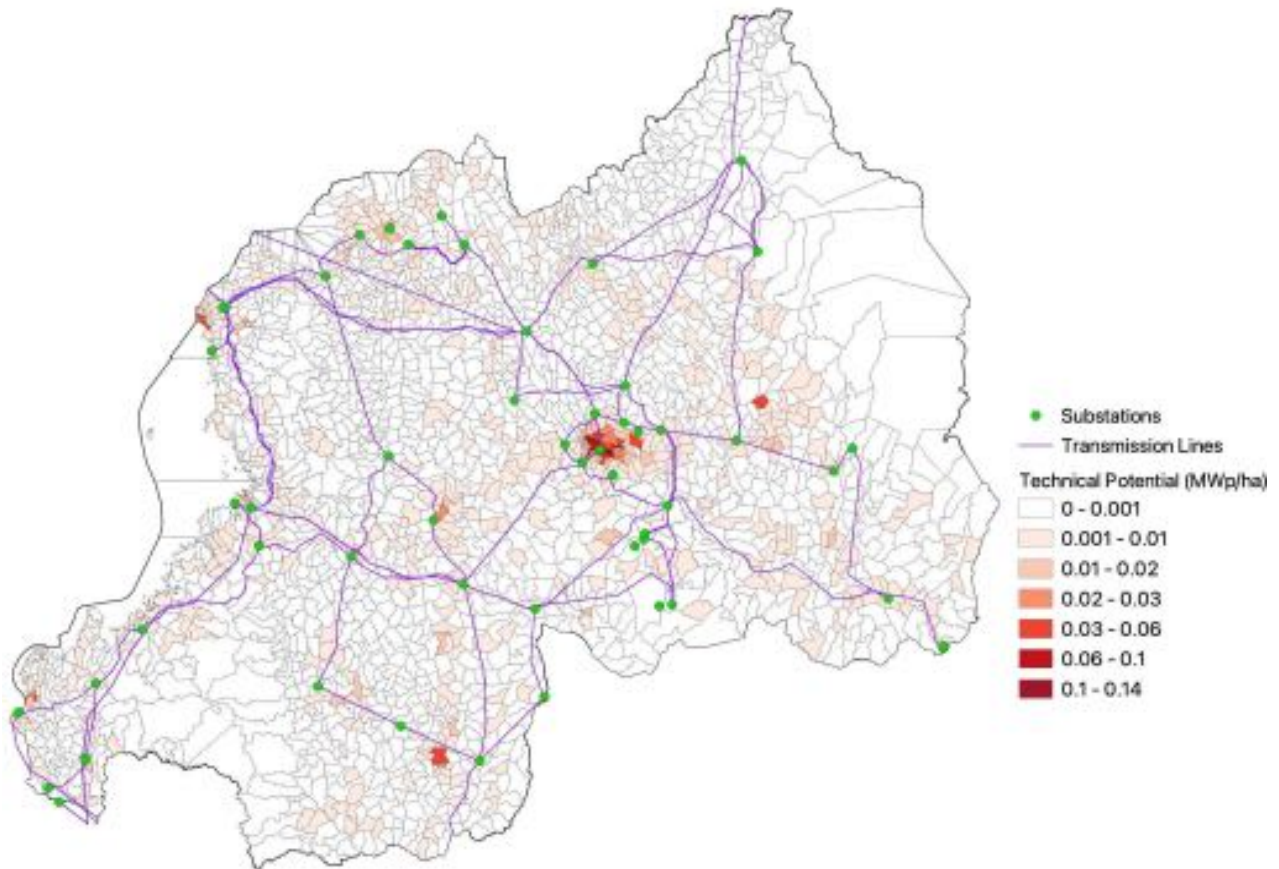 Substations
Transmission Lines
Technical Potential (MWp/ha)
0 - 0.001
0.001 - 0.01
0.01 - 0.02
0.02 - 0.03
0.03 - 0.06
0.06 - 0.1
0.1 - 0.14